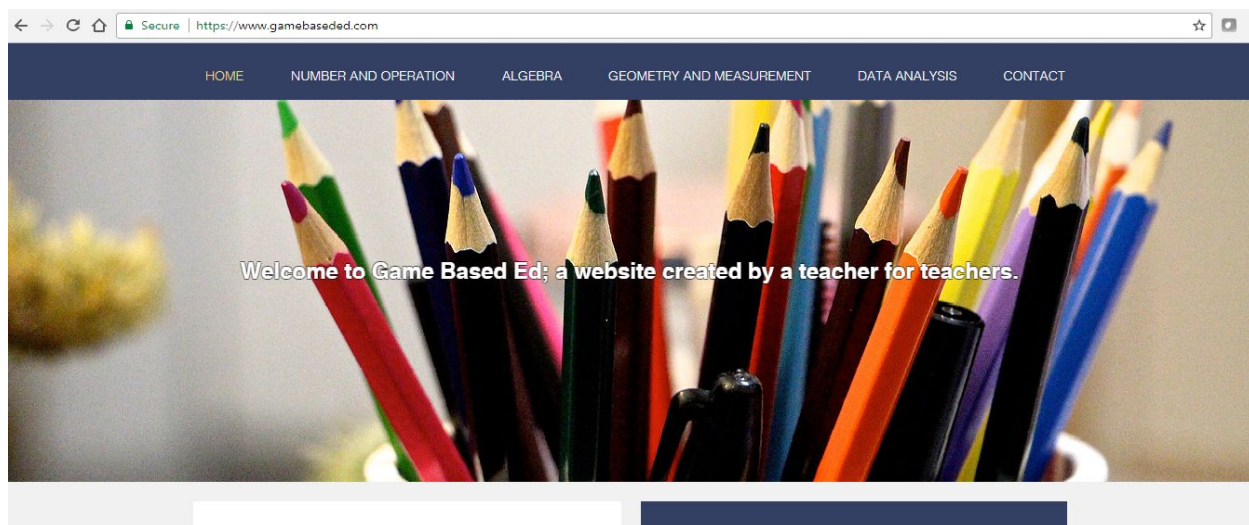 Secure | https://www.gamebaseded.com
HOME NUMBER AND OPERATION ALGEBRA GEOMETRY AND MEASUREMENT DATA ANALYSIS CONTACT
Welcome to Game Based Ed; a website created by a teacher for teachers.